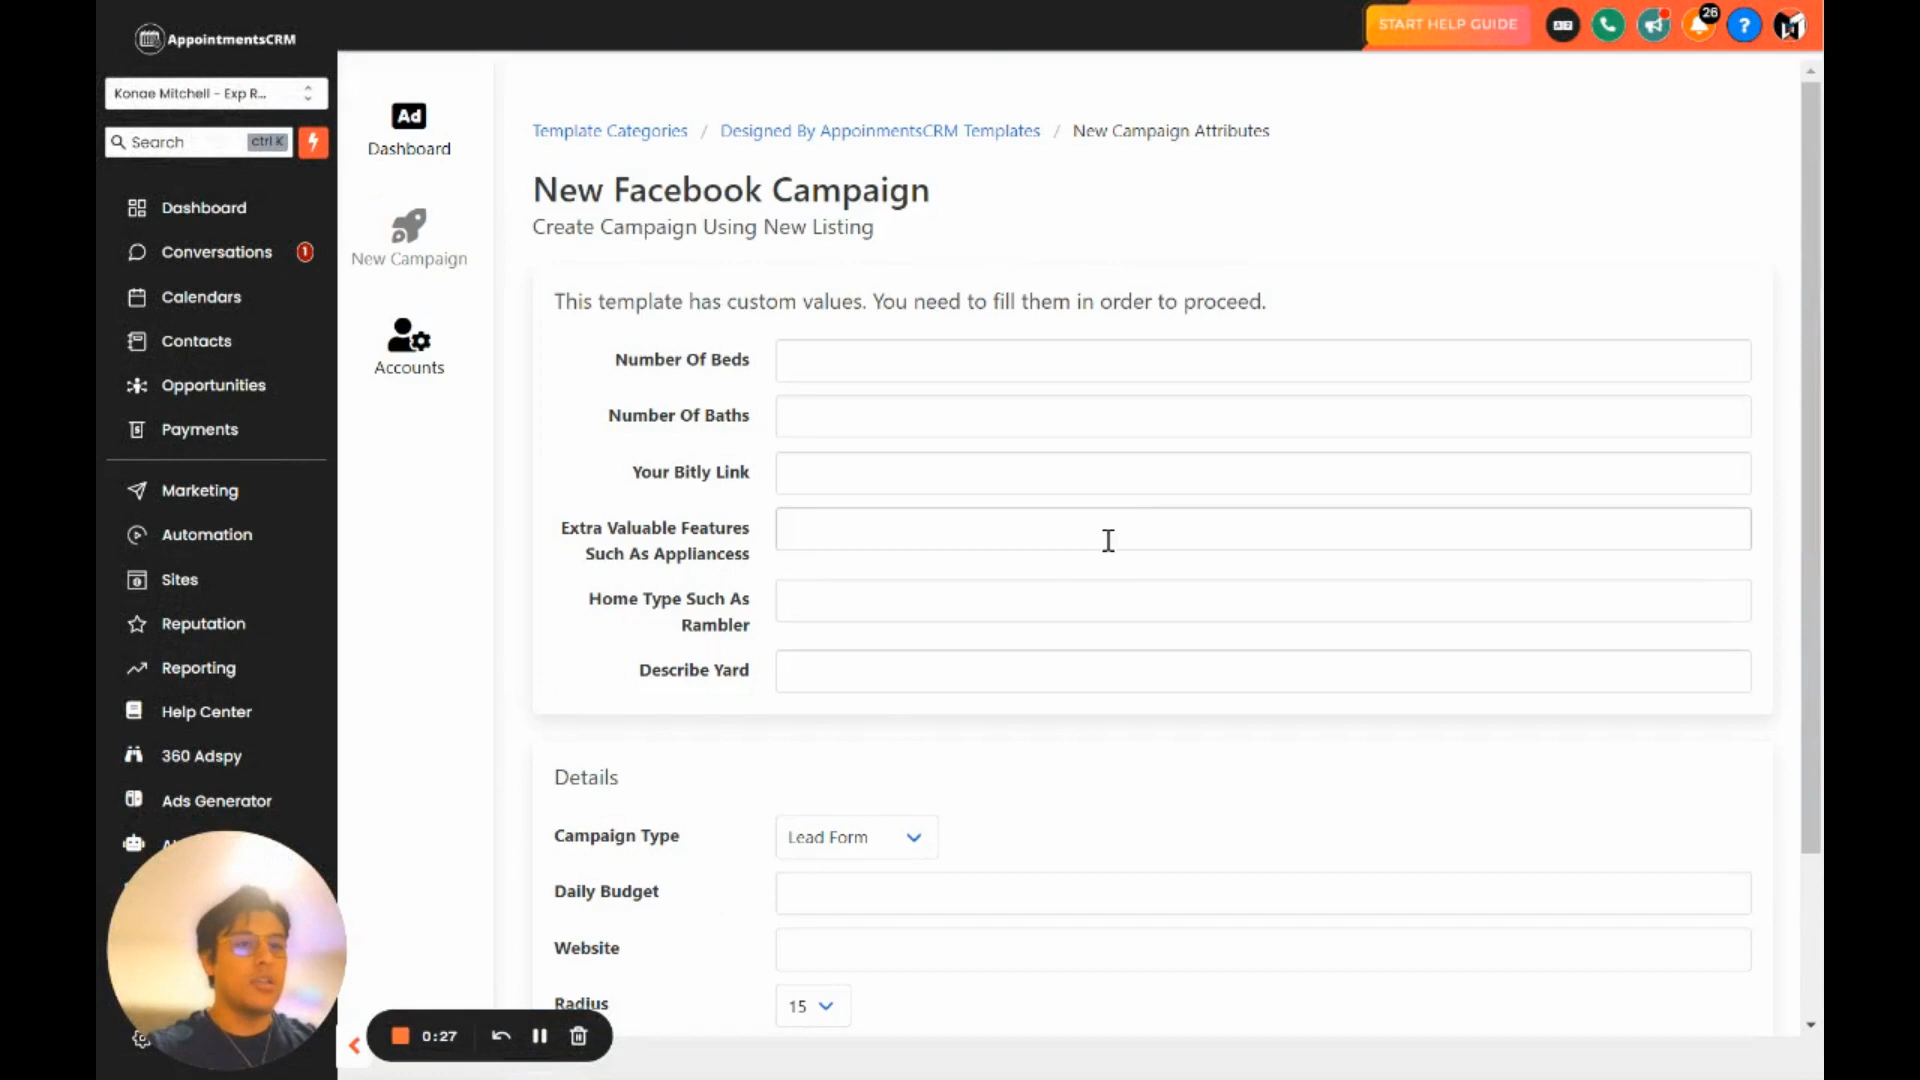 AppointmentsCRM
START HELP GUIDE
26
?
Konae Mitchell - Exp R...
Search
ctrl K
Dashboard
Conversations
1
Calendars
Contacts
Opportunities
Payments
Marketing
Automation
Sites
Reputation
Reporting
Help Center
360 Adspy
Ads Generator
Ad
Dashboard
New Campaign
Accounts
Template Categories / Designed By AppoinmentsCRM Templates / New Campaign Attributes
New Facebook Campaign
Create Campaign Using New Listing
This template has custom values. You need to fill them in order to proceed.
Number Of Beds
Number Of Baths
Your Bitly Link
Extra Valuable Features
Such As Appliancess
Home Type Such As
Rambler
Describe Yard
Details
Campaign Type
Lead Form
Daily Budget
Website
Radius
15
0:27